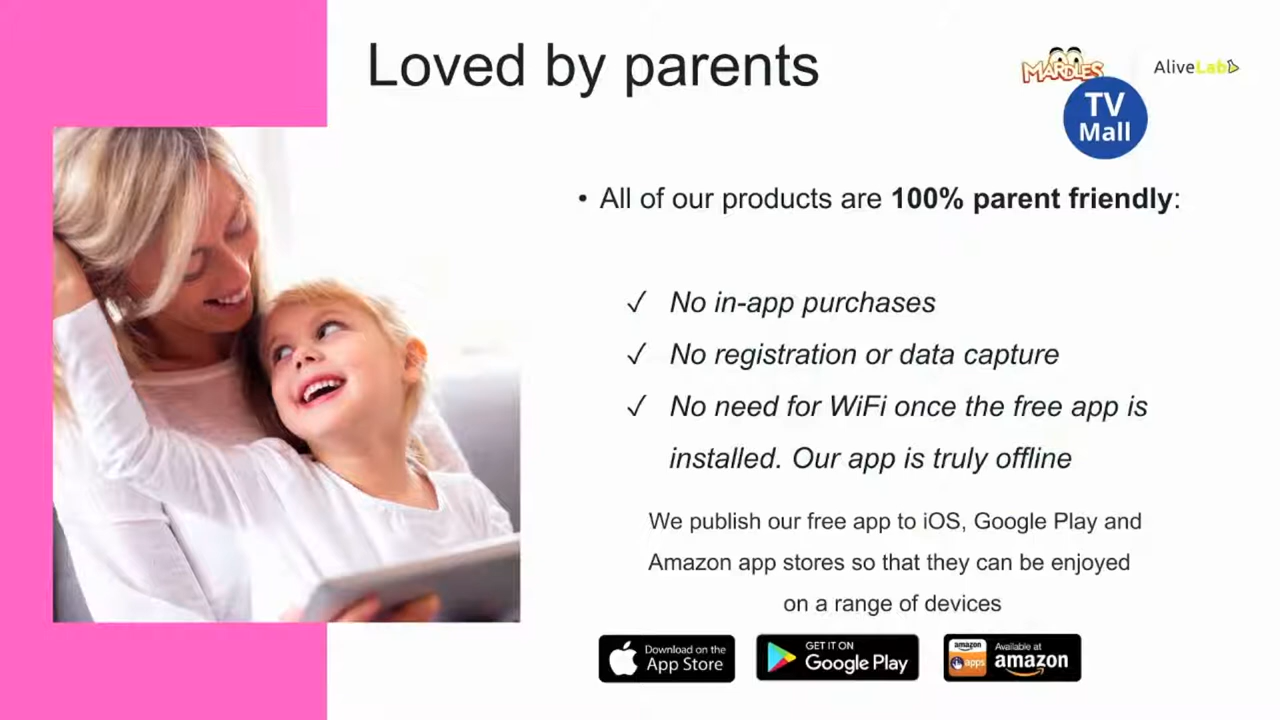 Loved by parents
MARDLES
AliveLab
TV
Mall
• All of our products are 100% parent friendly:
✓ No in-app purchases
✓ No registration or data capture
✓ No need for WiFi once the free app is
installed. Our app is truly offline
We publish our free app to iOS, Google Play and
Amazon app stores so that they can be enjoyed
on a range of devices
Download on the
App Store
GET IT ON
Google Play
amazon
apps
Available at
amazon